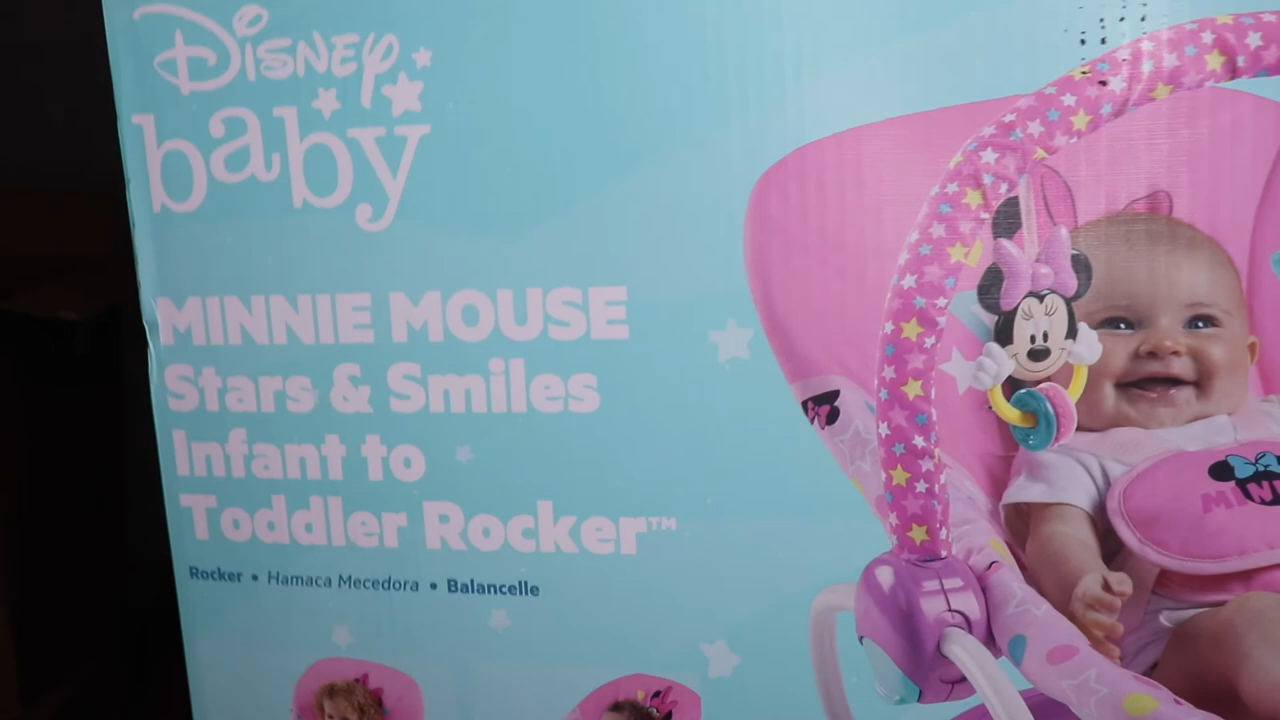 Disney
baby
MINNIE MOUSE
Stars & Smiles
Infant to
Toddler Rocker™
Rocker • Hamaca Mecedora • Balancelle